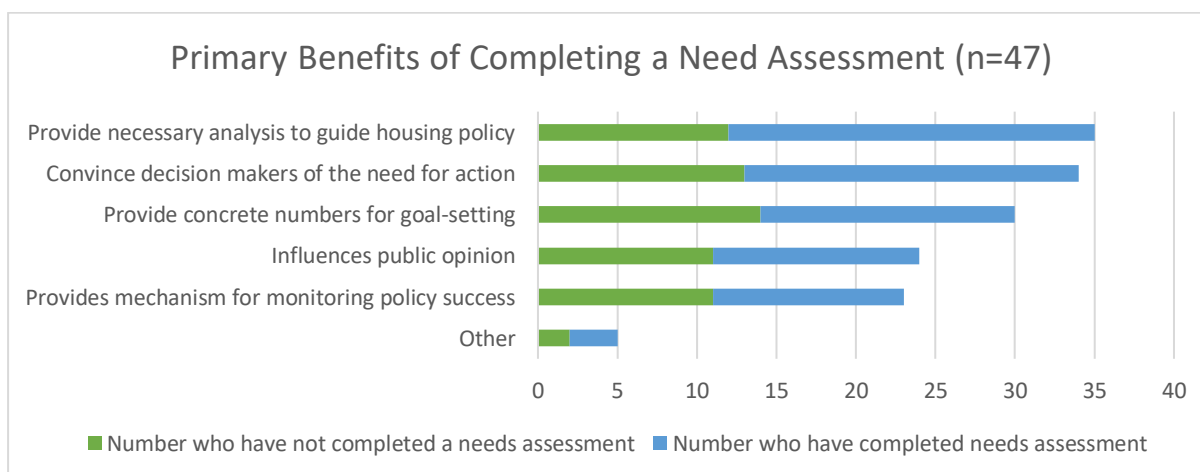 Primary Benefits of Completing a Need Assessment (n=47)
Provide necessary analysis to guide housing policy
Convince decision makers of the need for action
Provide concrete numbers for goal-setting
Influences public opinion
Provides mechanism for monitoring policy success
Other
0 5 10 15 20 25 30 35 40
Number who have not completed a needs assessment Number who have completed needs assessment